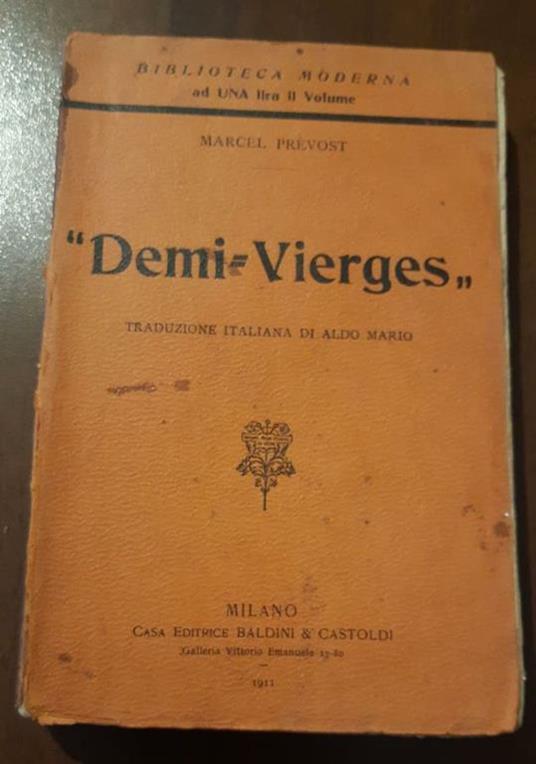 BIBLIOTECA MODERNA
ad UNA lira il Volume
MARCEL PRÉVOST
“Demi-Vierges„
TRADUZIONE ITALIANA DI ALDO MARIO
MILANO
CASA EDITRICE BALDINI & CASTOLDI
Galleria Vittorio Emanuele 17-80
1911